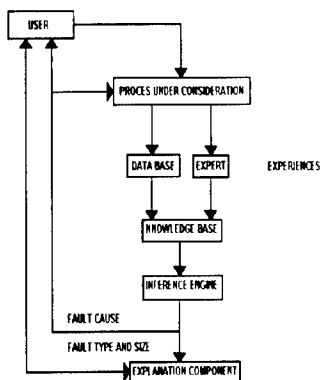 USER
PROCES UNDER CONSIDERATION
DATA BASE
EXPERT
EXPERIENCES
KNOWLEDGE BASE
INFERENCE ENGINE
FAULT CAUSE
FAULT TYPE AND SIZE
EXPLANATION COMPONENT